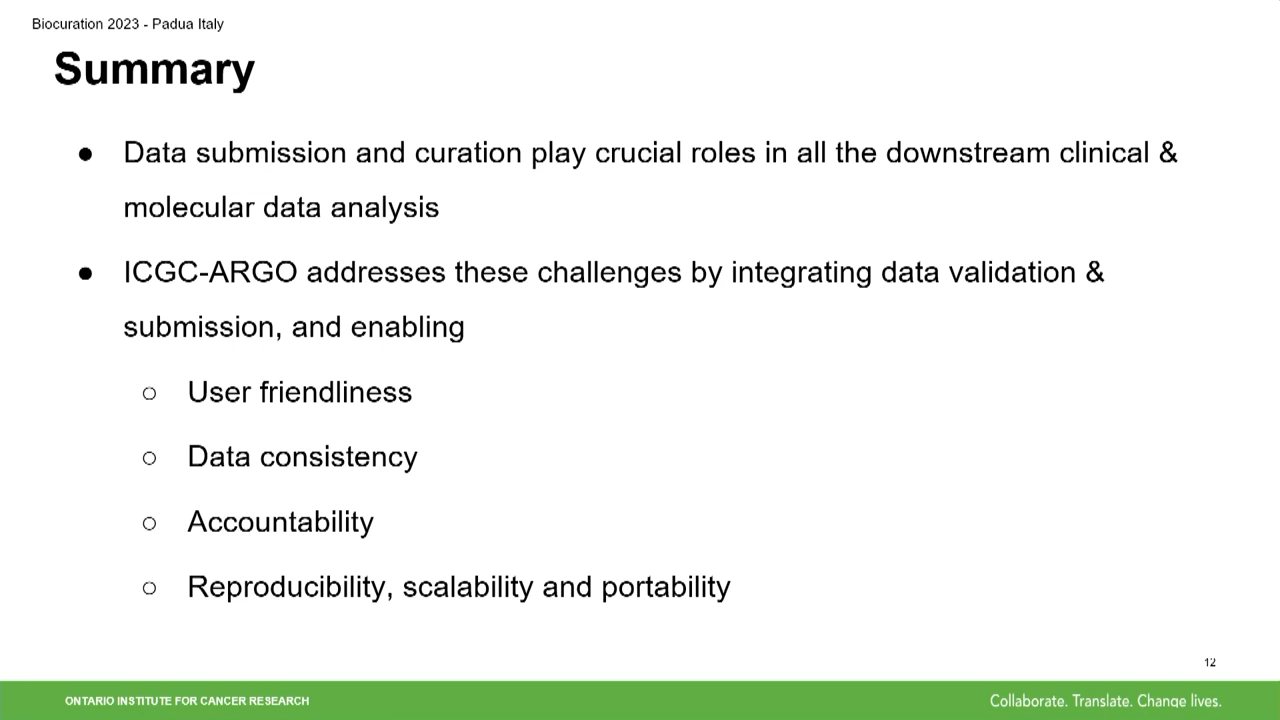 Biocuration 2023 - Padua Italy
Summary
● Data submission and curation play crucial roles in all the downstream clinical &
molecular data analysis
● ICGC-ARGO addresses these challenges by integrating data validation &
submission, and enabling
○ User friendliness
○ Data consistency
○ Accountability
○ Reproducibility, scalability and portability
12
ONTARIO INSTITUTE FOR CANCER RESEARCH
Collaborate. Translate. Change lives.